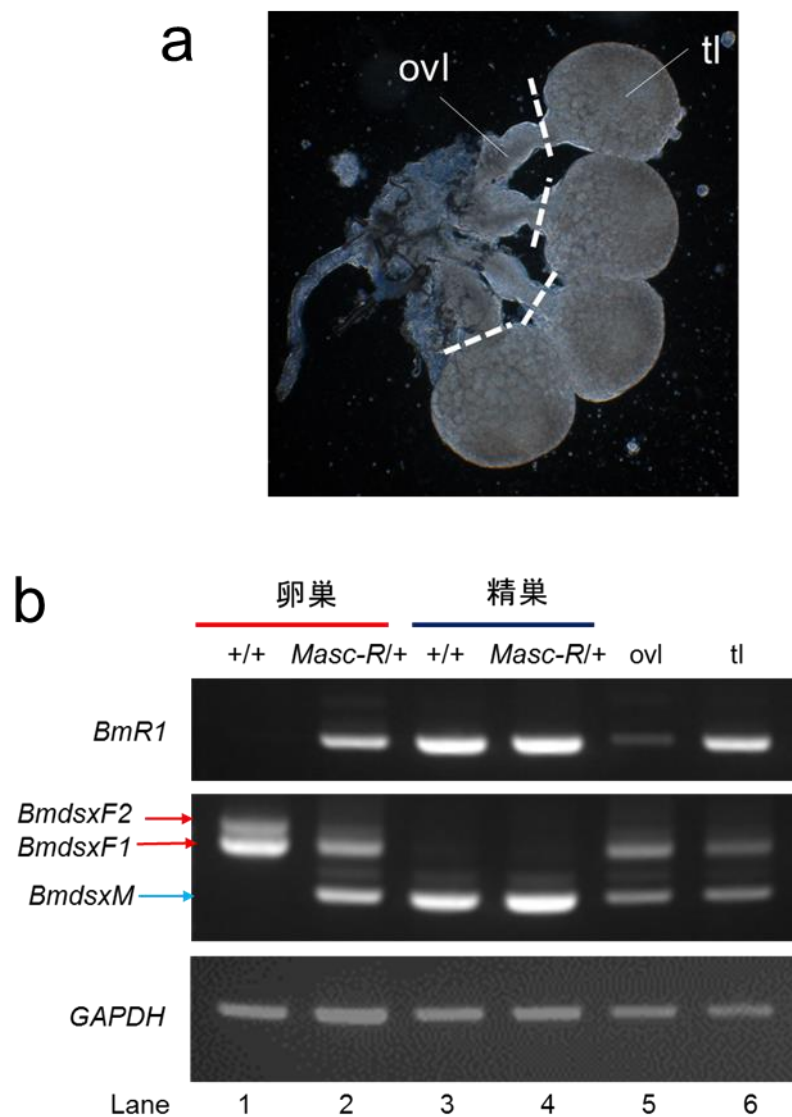 a
ovl
tl
b
卵巣 精巣
+/+ Masc-R/+ +/+ Masc-R/+ ovl tl
BmR1
BmdsxF2
BmdsxF1
BmdsxM
GAPDH
Lane 1 2 3 4 5 6